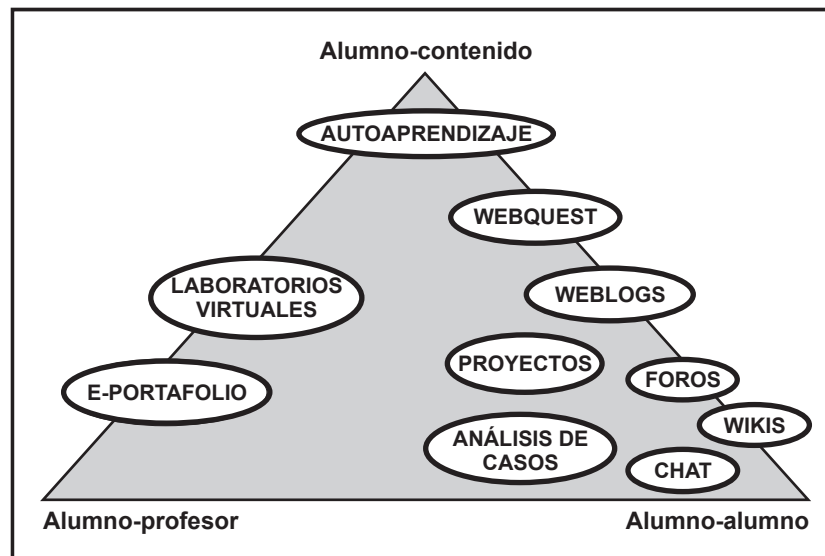 Alumno-contenido
AUTOAPRENDIZAJE
WEBQUEST
LABORATORIOS
VIRTUALES
WEBLOGS
PROYECTOS
FOROS
E-PORTAFOLIO
WIKIS
ANÁLISIS DE
CASOS
CHAT
Alumno-profesor
Alumno-alumno